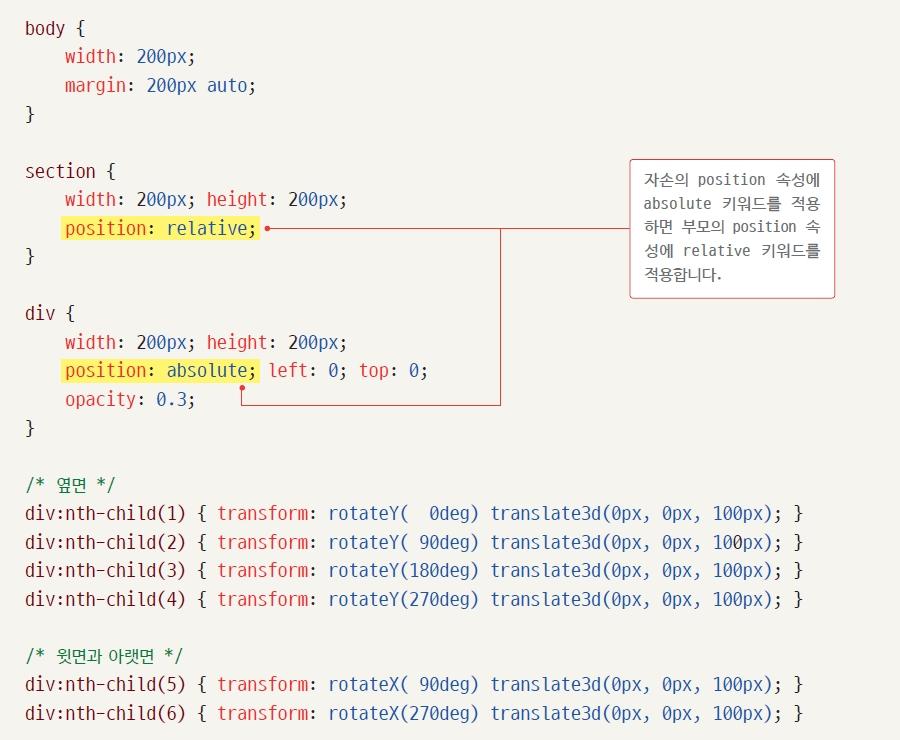 body {
    width: 200px;
    margin: 200px auto;
}
section {
    width: 200px; height: 200px;
    position: relative;
}
자손의 position 속성에
absolute 키워드를 적용
하면 부모의 position 속
성에 relative 키워드를
적용합니다.
div {
    width: 200px; height: 200px;
    position: absolute; left: 0; top: 0;
    opacity: 0.3;
}
/* 옆면 */
div:nth-child(1) { transform: rotateY(  0deg) translate3d(0px, 0px, 100px); }
div:nth-child(2) { transform: rotateY( 90deg) translate3d(0px, 0px, 100px); }
div:nth-child(3) { transform: rotateY(180deg) translate3d(0px, 0px, 100px); }
div:nth-child(4) { transform: rotateY(270deg) translate3d(0px, 0px, 100px); }
/* 윗면과 아랫면 */
div:nth-child(5) { transform: rotateX( 90deg) translate3d(0px, 0px, 100px); }
div:nth-child(6) { transform: rotateX(270deg) translate3d(0px, 0px, 100px); }